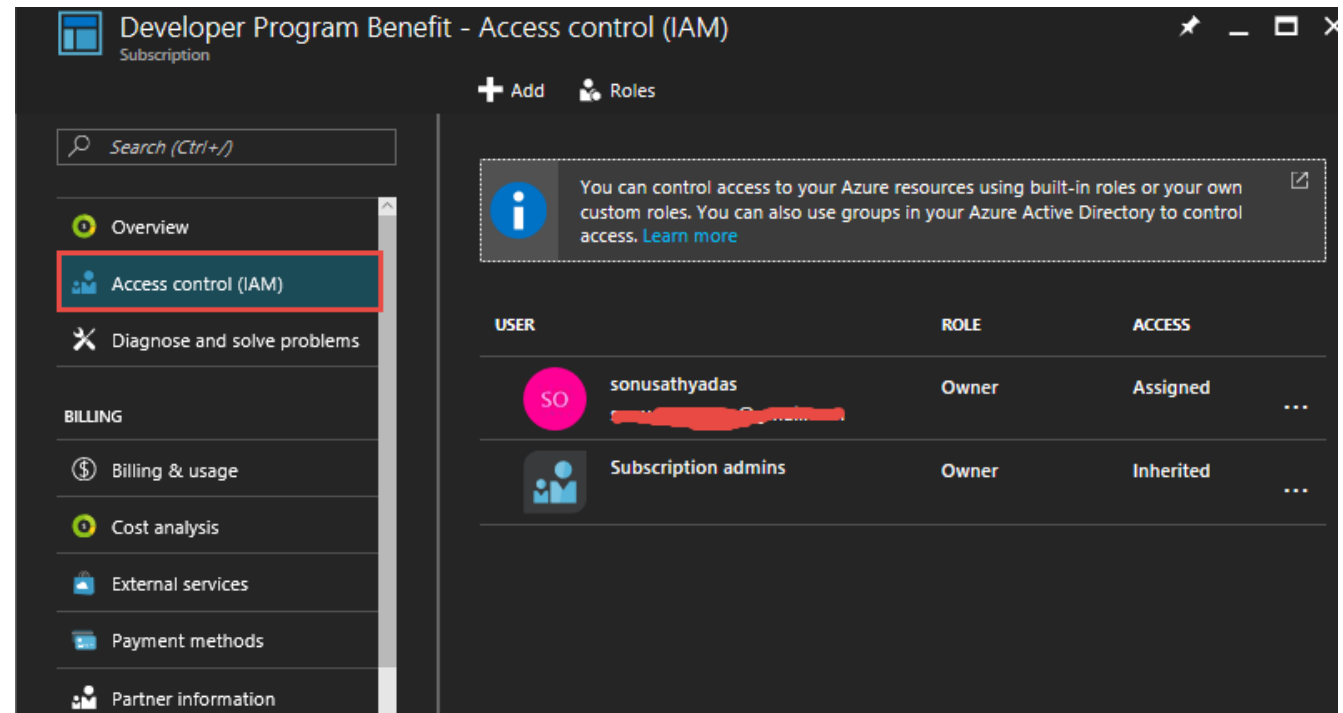 Developer Program Benefit - Access control (IAM)
Subscription
Add Roles
Search (Ctrl+/)
Overview
Access control (IAM)
Diagnose and solve problems
BILLING
Billing & usage
Cost analysis
External services
Payment methods
Partner information
You can control access to your Azure resources using built-in roles or your own
custom roles. You can also use groups in your Azure Active Directory to control
access. Learn more
USER ROLE ACCESS
SO sonusathyadas Owner Assigned ...
Subscription admins Owner Inherited ...